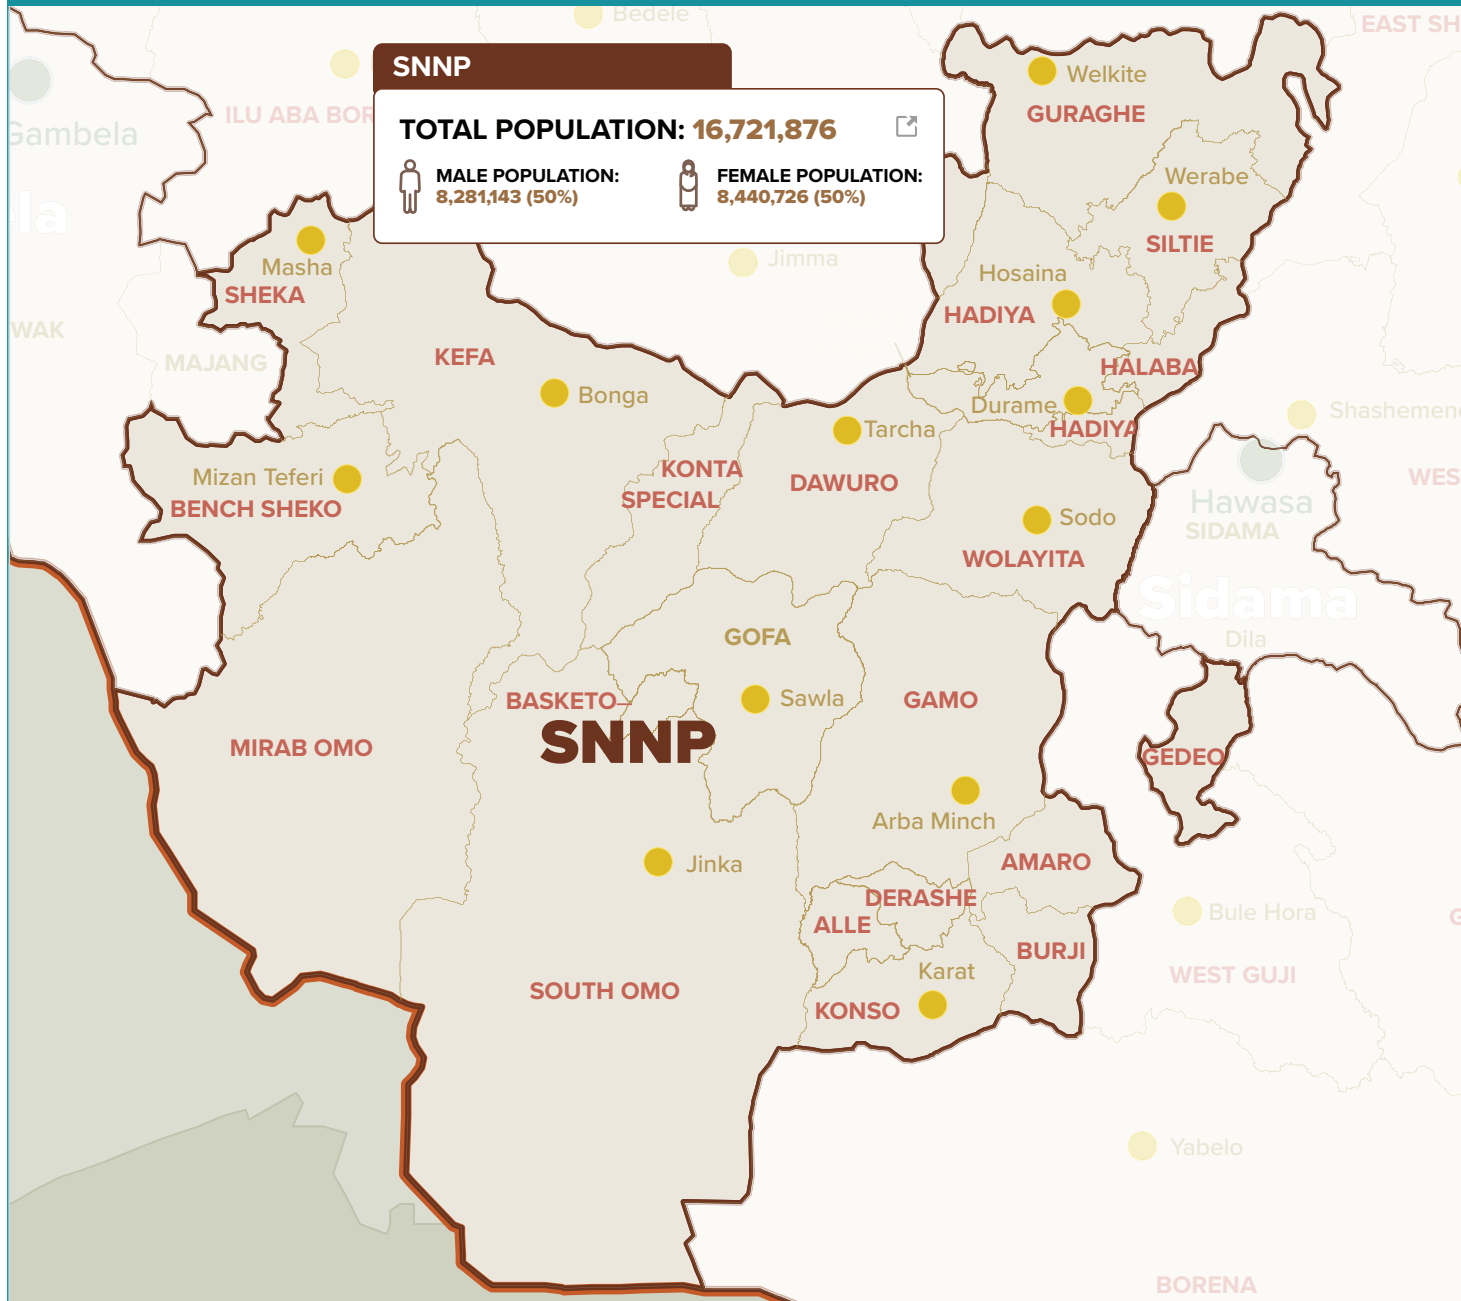 Bedele
EAST SH
SNNP
Welkite
ILU ABA BOR
GURAGHE
TOTAL POPULATION: 16,721,876
Gambela
MALE POPULATION:
8,281,143 (50%)
FEMALE POPULATION:
8,440,726 (50%)
Werabe
la
SILTIE
Jimma
Masha
Hosaina
SHEKA
HADIYA
WAK
MAJANG
KEFA
HALABA
Bonga
Durame
Shashemene
Tarcha
HADIYA
KONTA
SPECIAL
Mizan Teferi
DAWURO
WES
BENCH SHEKO
Hawasa
SIDAMA
Sodo
WOLAYITA
Sidama
Dila
GOFA
BASKETO
Sawla
GAMO
SNNP
MIRAB OMO
GEDEO
Arba Minch
Jinka
AMARO
DERASHE
ALLE
Bule Hora
G
BURJI
Karat
WEST GUJI
SOUTH OMO
KONSO
Yabelo
BORENA